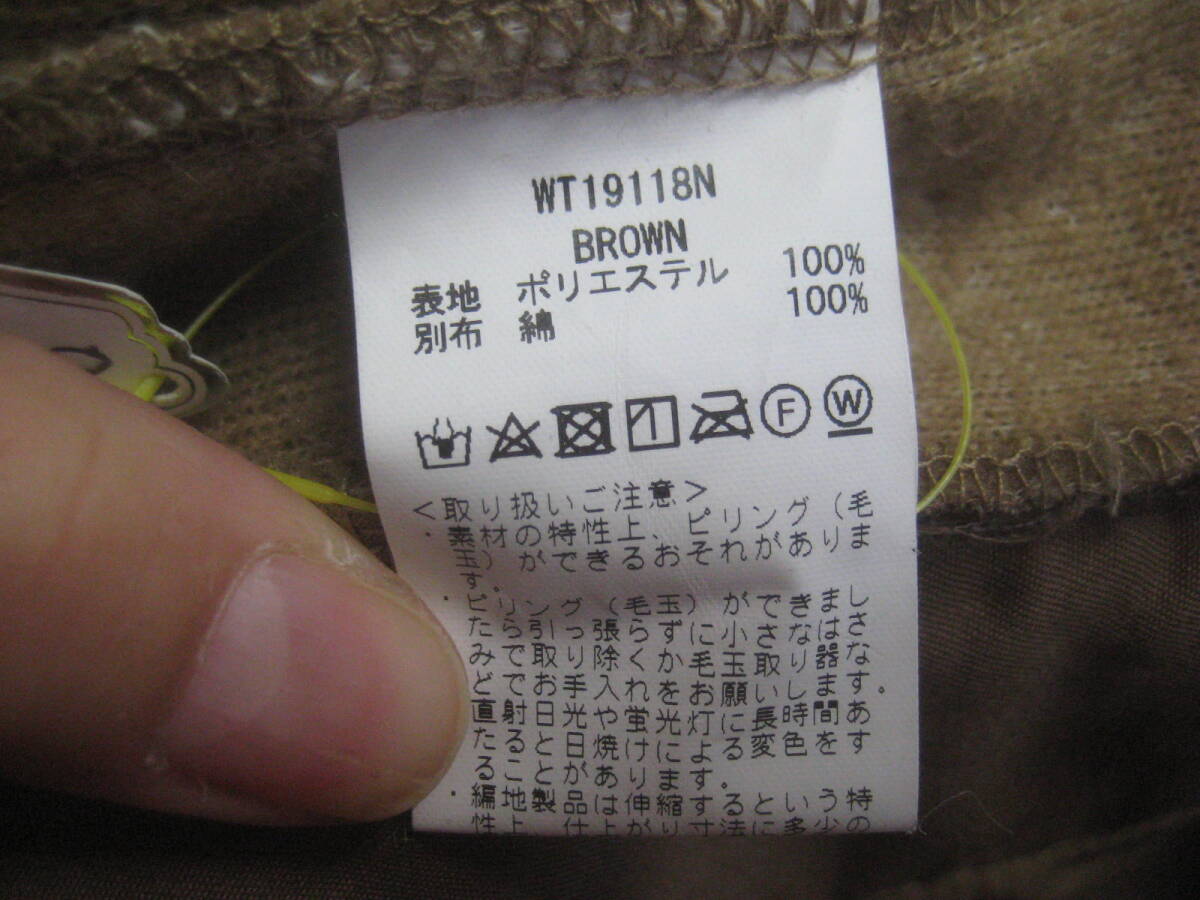 WT19118N
BROWN
表地 ポリエステル 100%
別布 綿 100%
F W
<取り扱いご注意>
・素材の特性上、ピリング(毛
玉)ができるおそれがありま
す。
・ピリング(毛玉)ができまし
たら引っ張らずに小さなはさ
みで取り除くか毛玉取り器な
どでお手入れをお願いします。
直射日光や蛍光灯に長時間あ
たると日焼けによる変色をす
ることがあります。
・編地製品は伸縮するという特
性上、仕上がり寸法に多少の